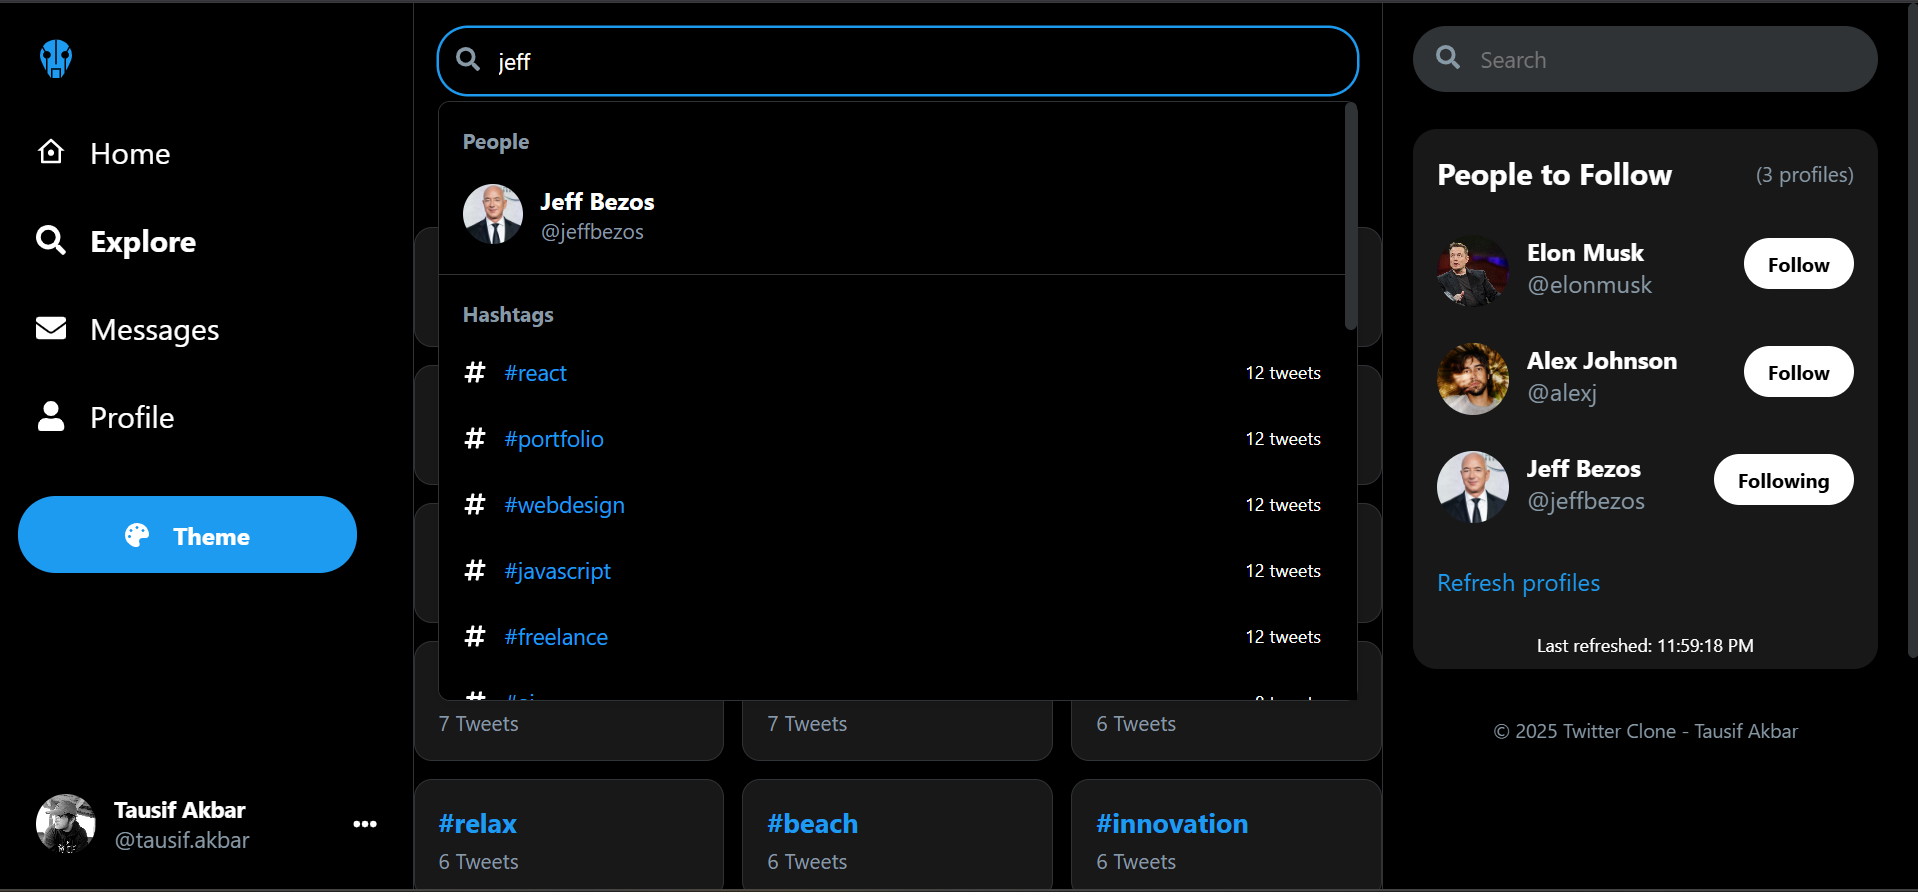 Home
Explore
Messages
Profile
Theme
Tausif Akbar
@tausif.akbar
jeff
People
Jeff Bezos
@jeffbezos
Hashtags
#react 12 tweets
#portfolio 12 tweets
#webdesign 12 tweets
#javascript 12 tweets
#freelance 12 tweets
7 Tweets 7 Tweets 6 Tweets
#relax #beach #innovation
6 Tweets 6 Tweets 6 Tweets
Search
People to Follow (3 profiles)
Elon Musk
@elonmusk
Follow
Alex Johnson
@alexj
Follow
Jeff Bezos
@jeffbezos
Following
Refresh profiles
Last refreshed: 11:59:18 PM
© 2025 Twitter Clone - Tausif Akbar